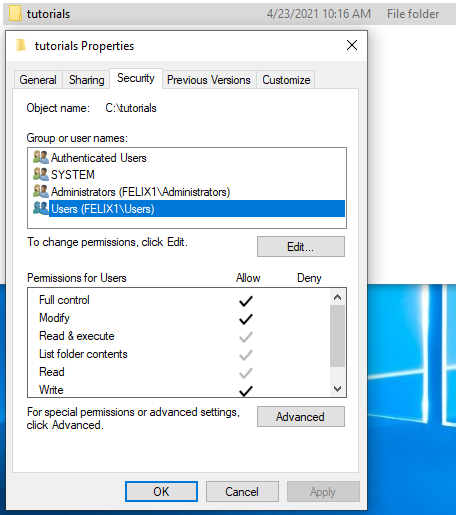 tutorials 4/23/2021 10:16 AM File folder
tutorials Properties
General Sharing Security Previous Versions Customize
Object name: C:\tutorials
Group or user names:
Authenticated Users
SYSTEM
Administrators (FELIX1\Administrators)
Users (FELIX1\Users)
To change permissions, click Edit.
Edit...
Permissions for Users Allow Deny
Full control
Modify
Read & execute
List folder contents
Read
Write
For special permissions or advanced settings,
click Advanced.
Advanced
OK Cancel Apply